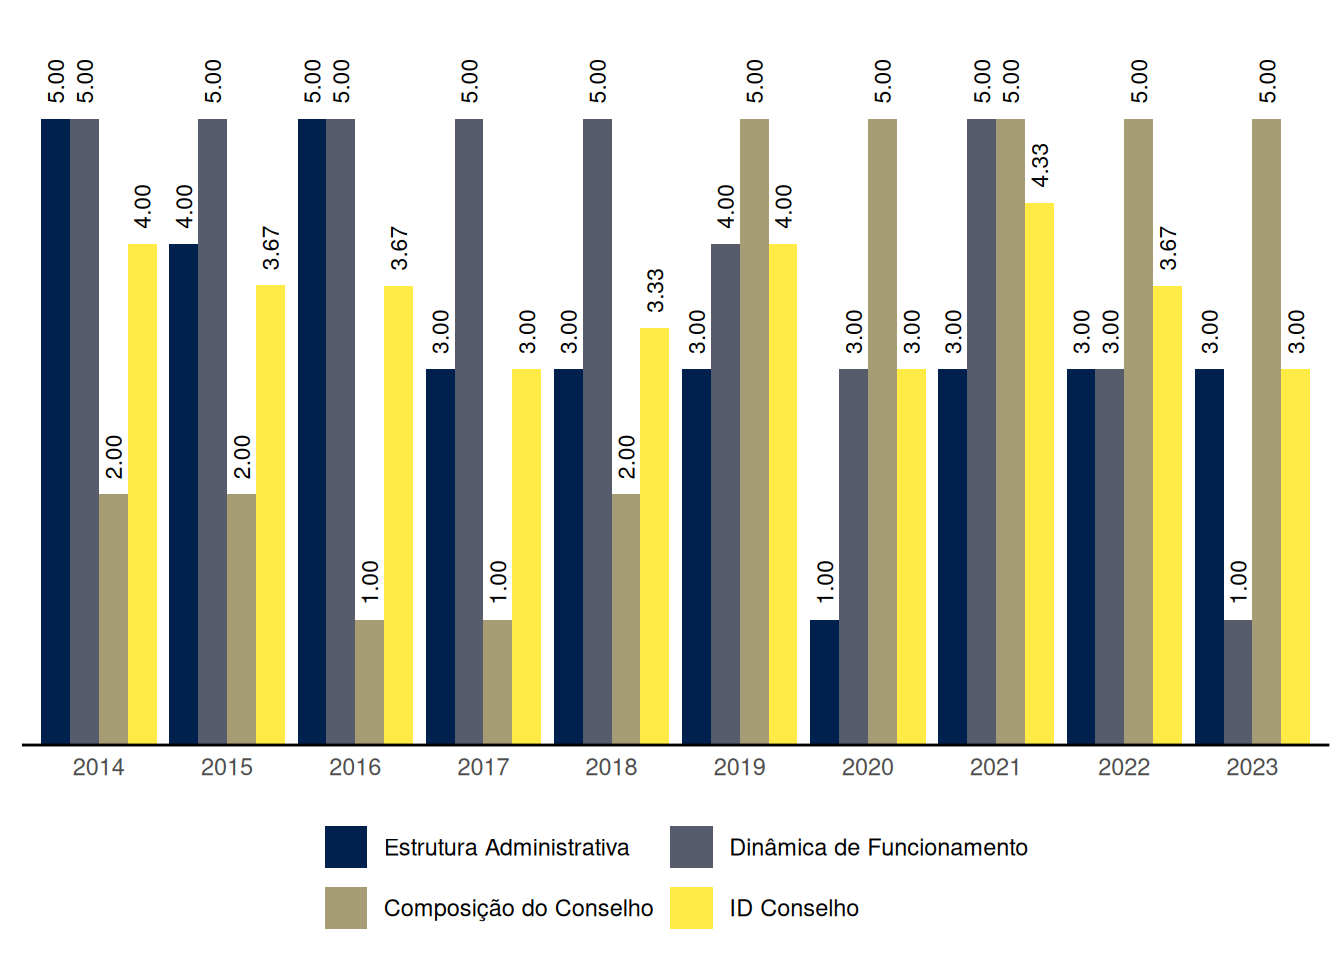 5.00 5.00 2.00 4.00
4.00 5.00 2.00 3.67
5.00 5.00 1.00 3.67
3.00 5.00 1.00 3.00
3.00 5.00 2.00 3.33
3.00 4.00 5.00 4.00
1.00 3.00 5.00 3.00
3.00 5.00 5.00 4.33
3.00 3.00 5.00 3.67
3.00 1.00 5.00 3.00
2014 2015 2016 2017 2018 2019 2020 2021 2022 2023
Estrutura Administrativa Dinâmica de Funcionamento
Composição do Conselho ID Conselho